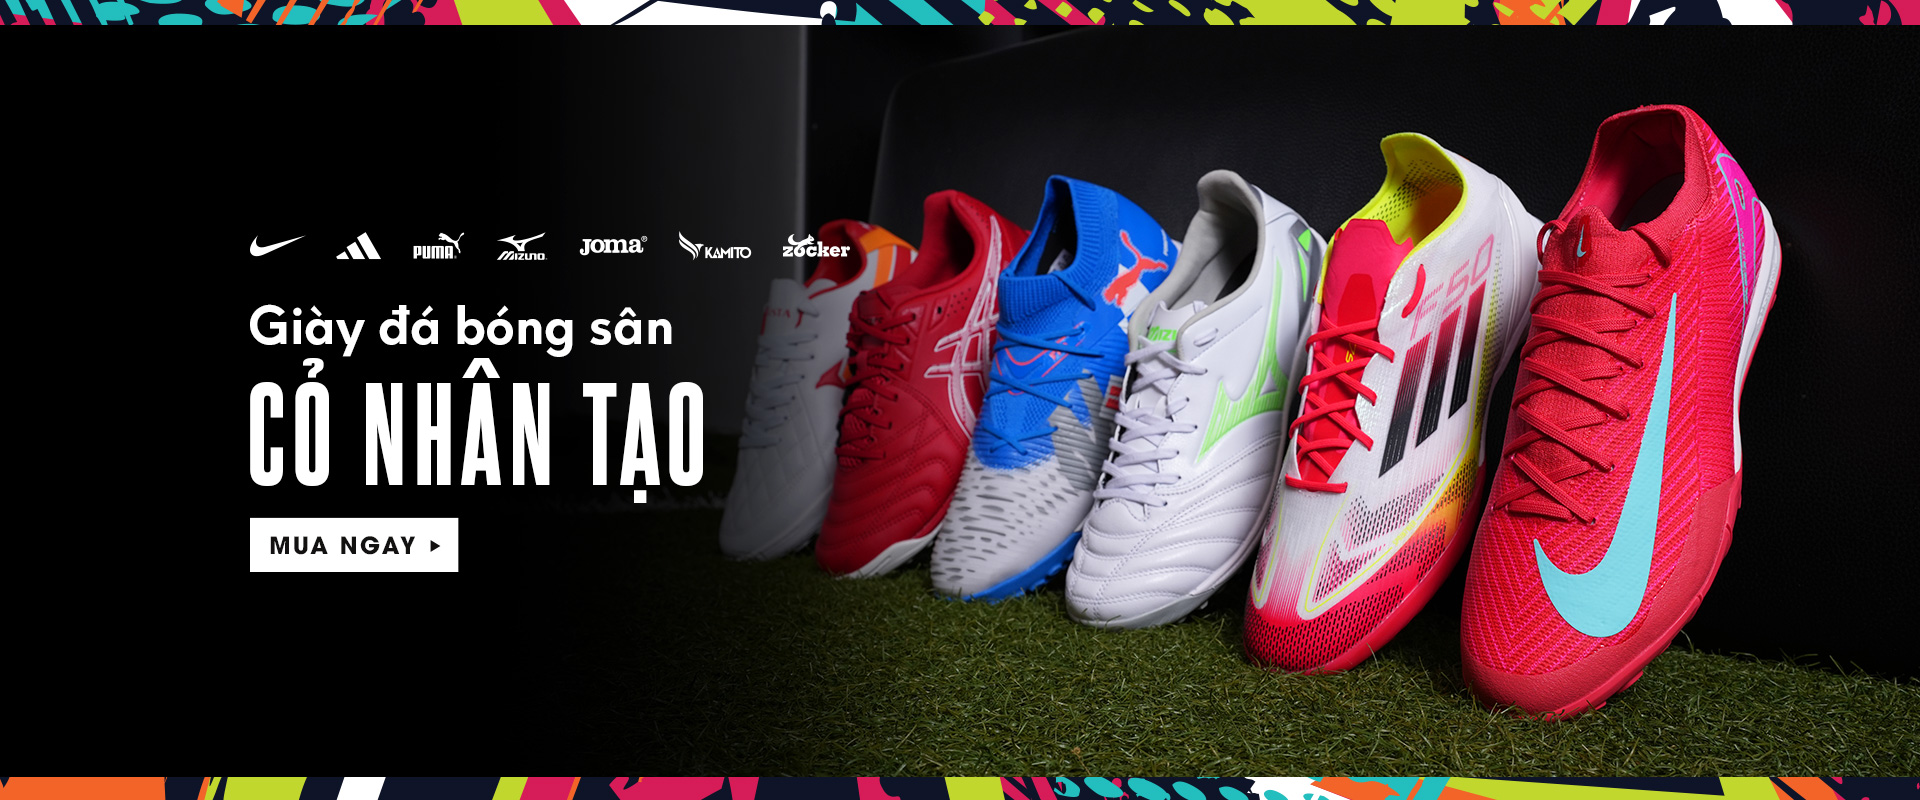 PUMA
MIZUNO
Joma
KAMITO
zocker
Giày đá bóng sân
CỎ NHÂN TẠO
MUA NGAY
F50